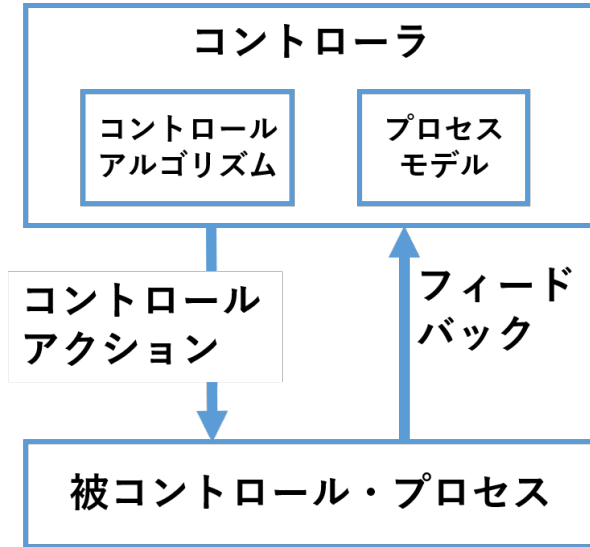 コントローラ
コントロール
アルゴリズム
プロセス
モデル
コントロール
アクション
フィード
バック
被コントロール・プロセス